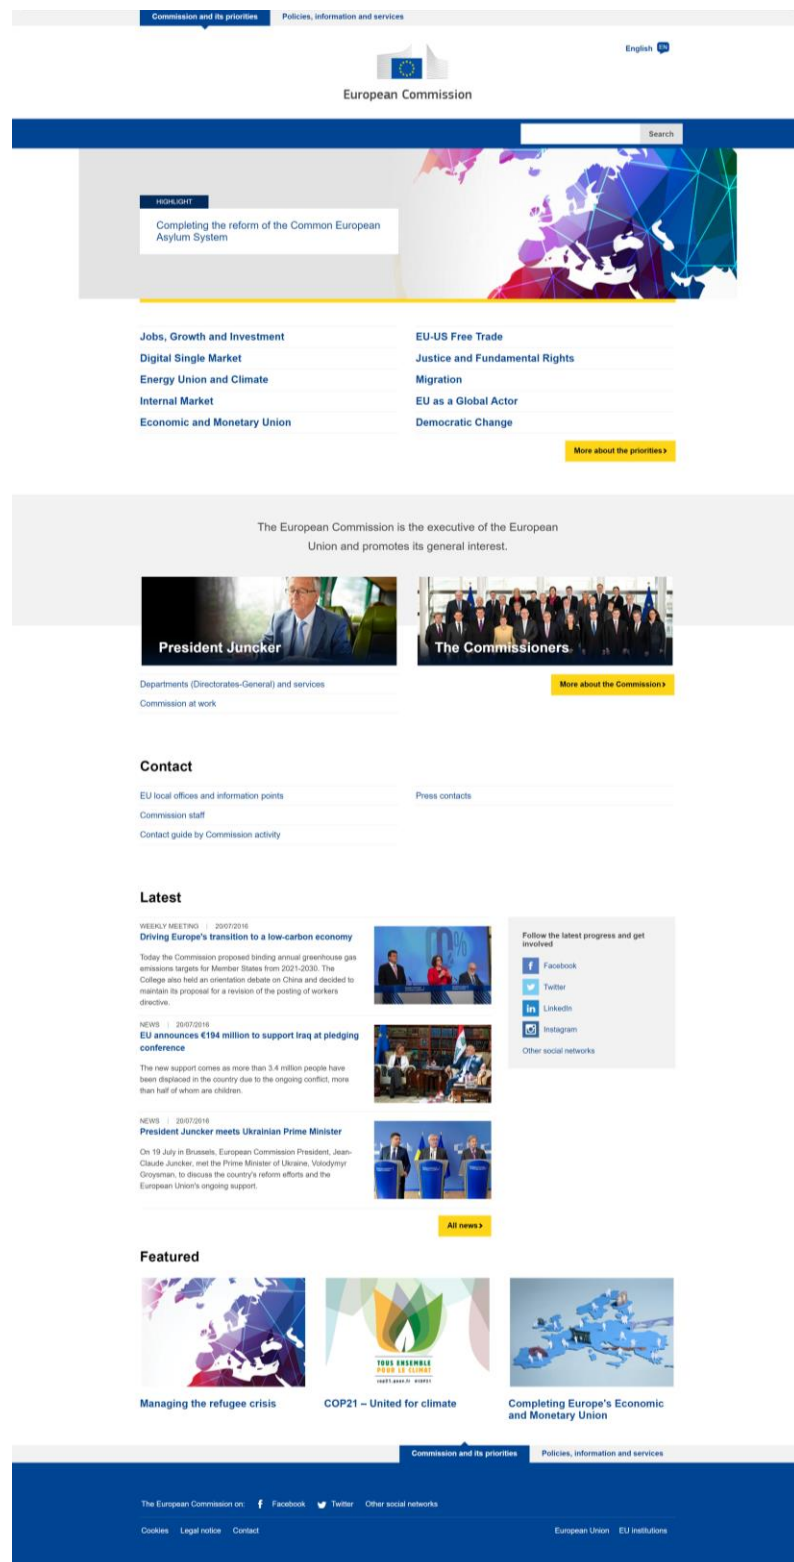 Commission and its priorities
Policies, information and services
English EN
European Commission
Search
HIGHLIGHT
Completing the reform of the Common European
Asylum System
Jobs, Growth and Investment
Digital Single Market
Energy Union and Climate
Internal Market
Economic and Monetary Union
EU-US Free Trade
Justice and Fundamental Rights
Migration
EU as a Global Actor
Democratic Change
More about the priorities
The European Commission is the executive of the European
Union and promotes its general interest.
President Juncker
The Commissioners
Departments (Directorates-General) and services
Commission at work
More about the Commission
Contact
EU local offices and information points
Commission staff
Contact guide by Commission activity
Press contacts
Latest
WEEKLY MEETING | 20/07/2016
Driving Europe's transition to a low-carbon economy
Today the Commission proposed binding annual greenhouse gas
emissions targets for Member States from 2021-2030. The
College also held an orientation debate on China and decided to
maintain its proposal for a revision of the posting of workers
directive.
NEWS | 20/07/2016
EU announces €194 million to support Iraq at pledging
conference
The new support comes as more than 3.4 million people have
been displaced in the country due to the ongoing conflict, more
than half of whom are children.
NEWS | 20/07/2016
President Juncker meets Ukrainian Prime Minister
On 19 July in Brussels, European Commission President, Jean-
Claude Juncker, met the Prime Minister of Ukraine, Volodymyr
Groysman, to discuss the country's reform efforts and the
European Union's ongoing support.
All news
Follow the latest progress and get
involved
Facebook
Twitter
LinkedIn
Instagram
Other social networks
Featured
TOUS ENSEMBLE
POUR LE CLIMAT
cop21.gouv.fr #COP21
Managing the refugee crisis
COP21 – United for climate
Completing Europe's Economic
and Monetary Union
Commission and its priorities
Policies, information and services
The European Commission on: Facebook Twitter Other social networks
Cookies Legal notice Contact
European Union EU institutions